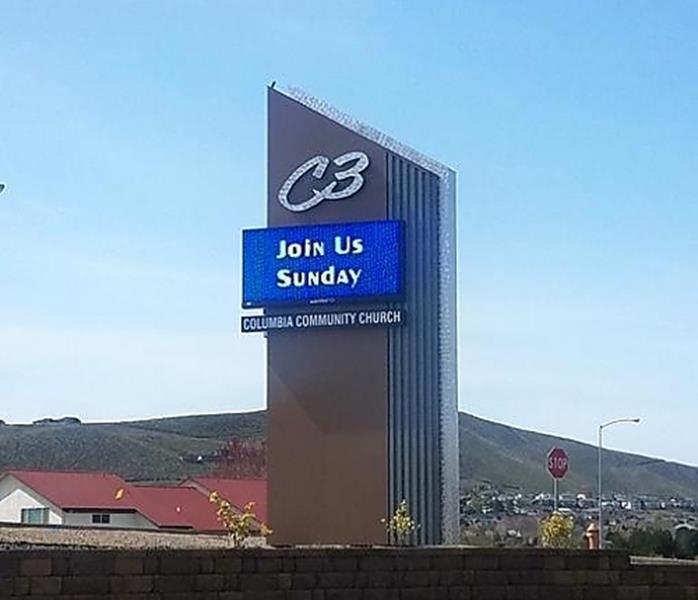 C3
Join Us
Sunday
COLUMBIA COMMUNITY CHURCH
STOP